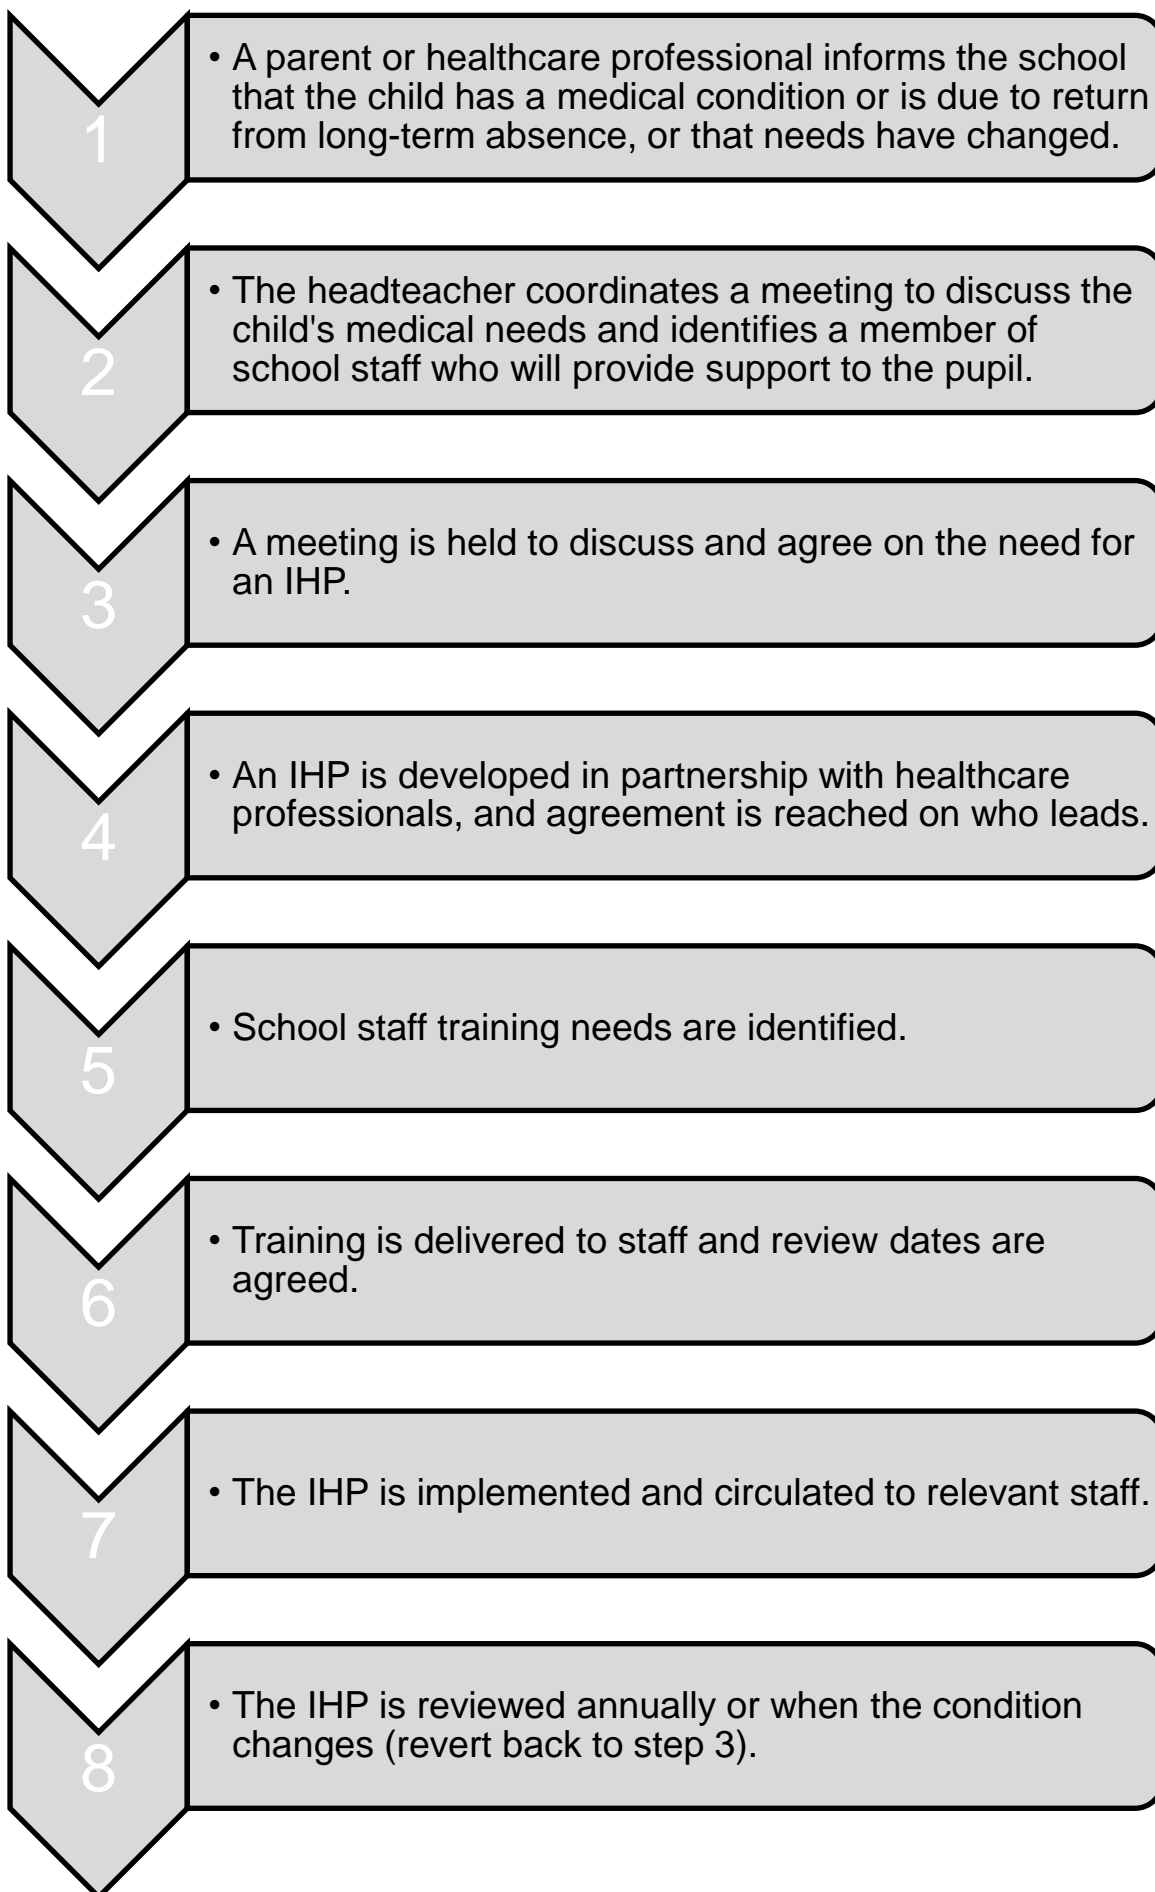 1
• A parent or healthcare professional informs the school
that the child has a medical condition or is due to return
from long-term absence, or that needs have changed.
2
• The headteacher coordinates a meeting to discuss the
child's medical needs and identifies a member of
school staff who will provide support to the pupil.
3
• A meeting is held to discuss and agree on the need for
an IHP.
4
• An IHP is developed in partnership with healthcare
professionals, and agreement is reached on who leads.
5
• School staff training needs are identified.
6
• Training is delivered to staff and review dates are
agreed.
7
• The IHP is implemented and circulated to relevant staff.
8
• The IHP is reviewed annually or when the condition
changes (revert back to step 3).